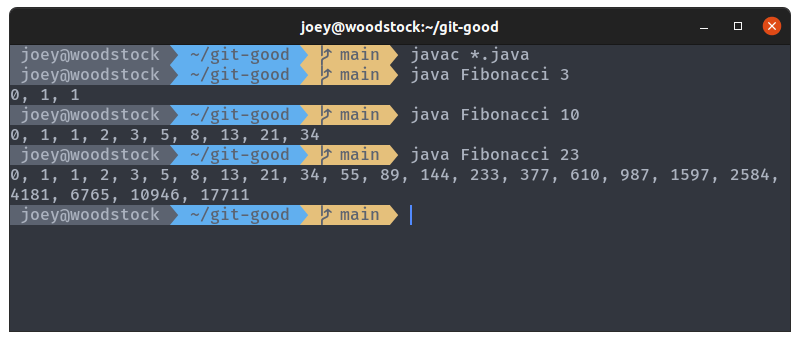 joey@woodstock:~/git-good
joey@woodstock ~/git-good main javac *.java
joey@woodstock ~/git-good main java Fibonacci 3
0, 1, 1
joey@woodstock ~/git-good main java Fibonacci 10
0, 1, 1, 2, 3, 5, 8, 13, 21, 34
joey@woodstock ~/git-good main java Fibonacci 23
0, 1, 1, 2, 3, 5, 8, 13, 21, 34, 55, 89, 144, 233, 377, 610, 987, 1597, 2584,
4181, 6765, 10946, 17711
joey@woodstock ~/git-good main